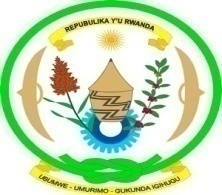 REPUBULIKA Y'U RWANDA
UBUMWE - UMURIMO - GUKUNDA IGIHUGU